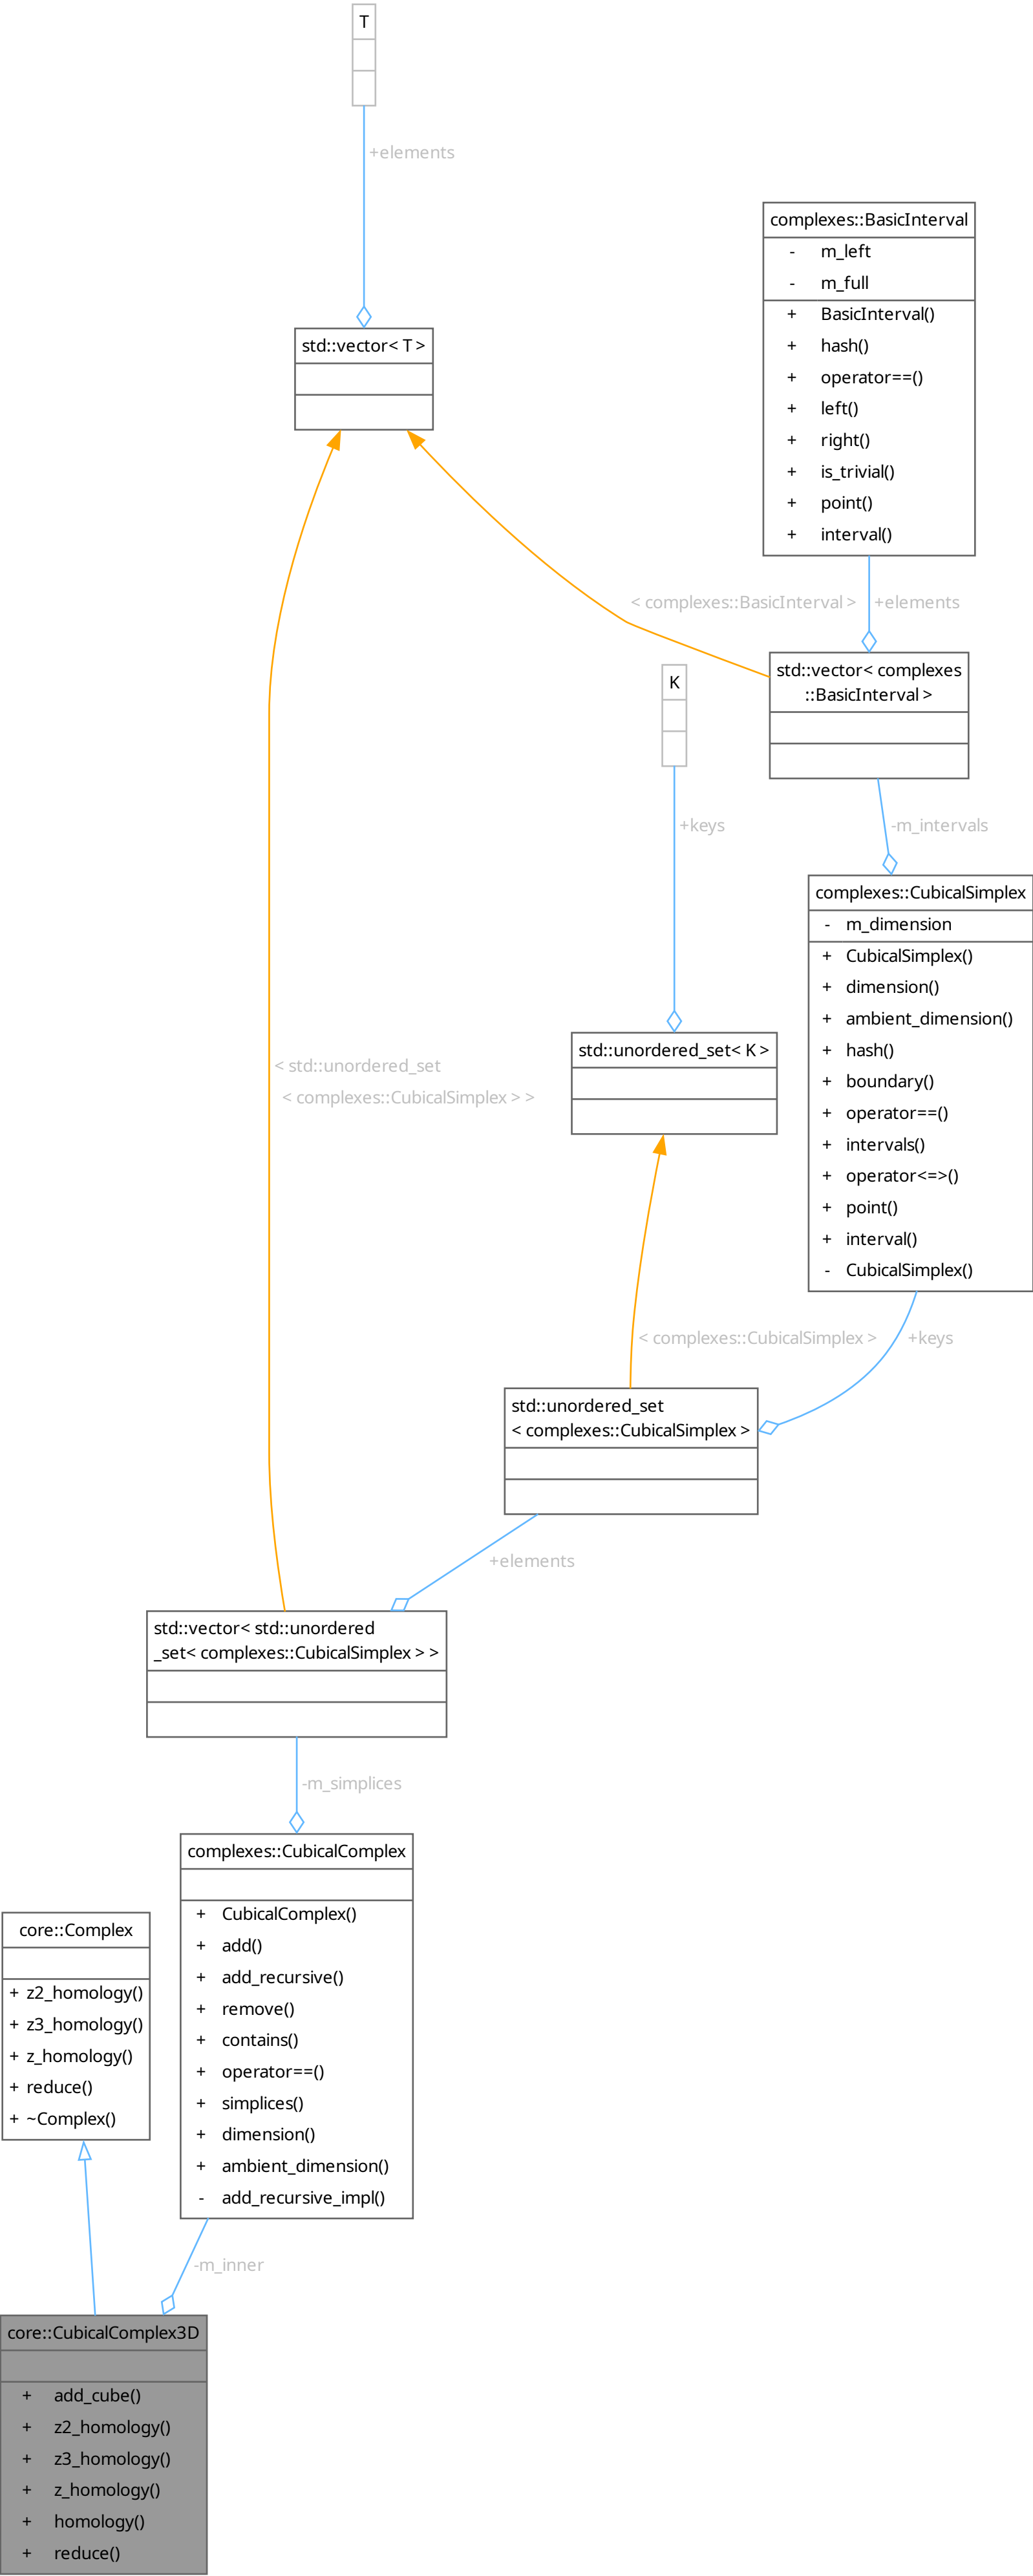 T
+elements
complexes::BasicInterval
- m_left
- m_full
+ BasicInterval()
+ hash()
+ operator==()
+ left()
+ right()
+ is_trivial()
+ point()
+ interval()
std::vector< T >
< complexes::BasicInterval >
+elements
std::vector< complexes
::BasicInterval >
K
+keys
-m_intervals
complexes::CubicalSimplex
- m_dimension
+ CubicalSimplex()
+ dimension()
+ ambient_dimension()
+ hash()
+ boundary()
+ operator==()
+ intervals()
+ operator<=>()
+ point()
+ interval()
- CubicalSimplex()
std::unordered_set< K >
< std::unordered_set
< complexes::CubicalSimplex > >
< complexes::CubicalSimplex >
+keys
std::unordered_set
< complexes::CubicalSimplex >
+elements
std::vector< std::unordered
_set< complexes::CubicalSimplex > >
-m_simplices
complexes::CubicalComplex
+ CubicalComplex()
+ add()
+ add_recursive()
+ remove()
+ contains()
+ operator==()
+ simplices()
+ dimension()
+ ambient_dimension()
- add_recursive_impl()
core::Complex
+ z2_homology()
+ z3_homology()
+ z_homology()
+ reduce()
+ ~Complex()
-m_inner
core::CubicalComplex3D
+ add_cube()
+ z2_homology()
+ z3_homology()
+ z_homology()
+ homology()
+ reduce()